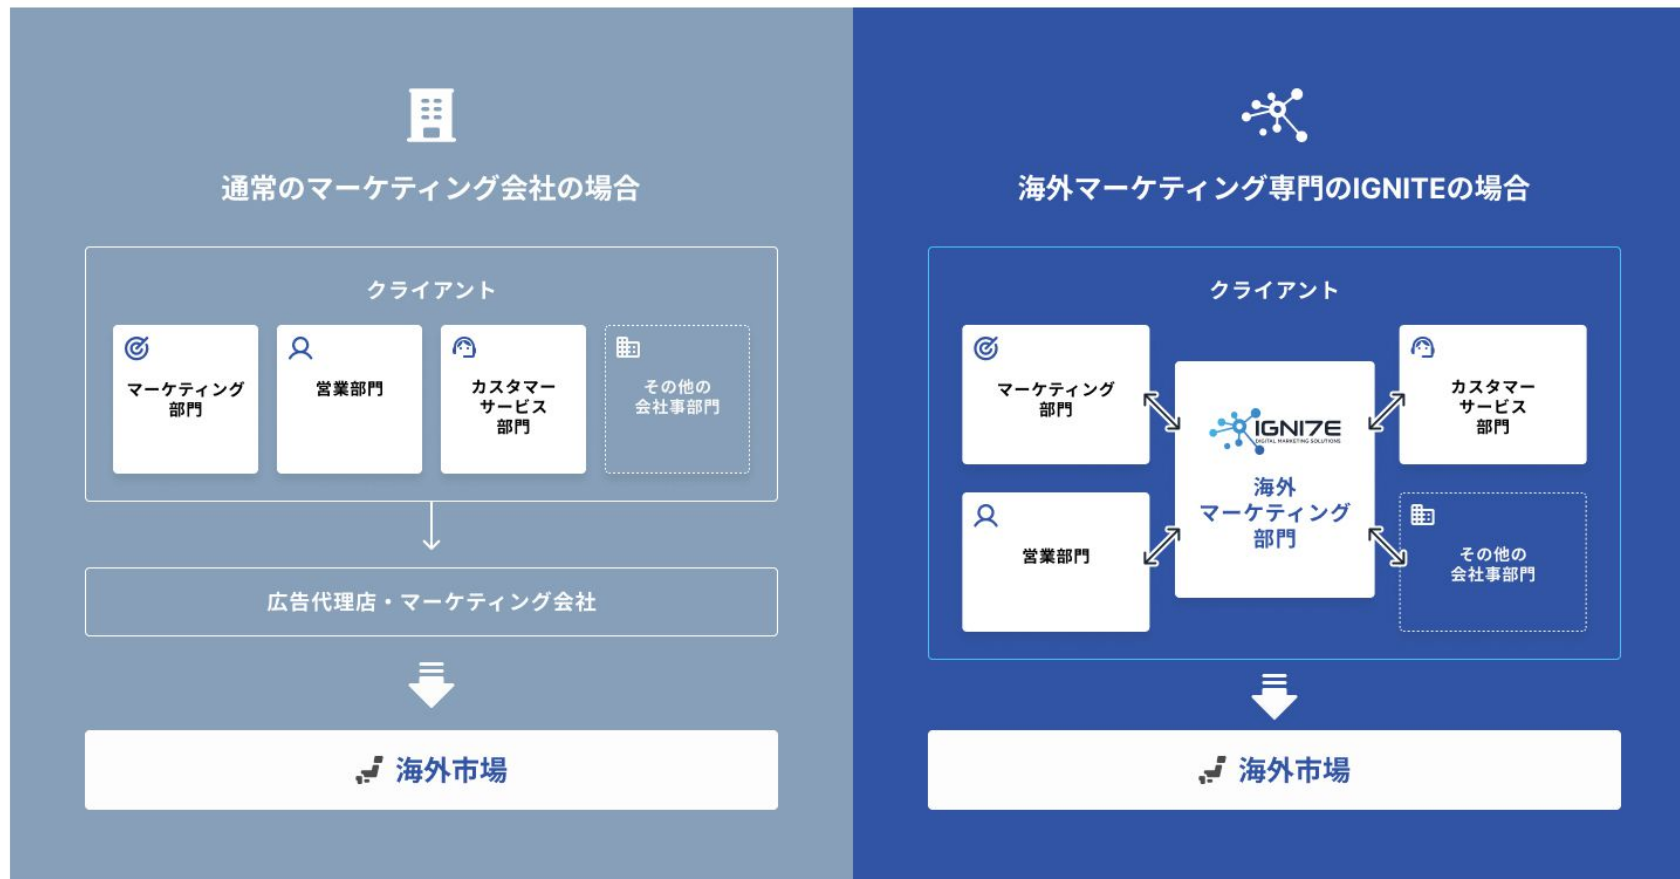 通常のマーケティング会社の場合
クライアント
マーケティング
部門
営業部門
カスタマー
サービス
部門
その他の
会社事部門
広告代理店・マーケティング会社
海外市場
海外マーケティング専門のIGNITEの場合
クライアント
マーケティング
部門
営業部門
IGNI7E
DIGITAL MARKETING SOLUTIONS
海外
マーケティング
部門
カスタマー
サービス
部門
その他の
会社事部門
海外市場